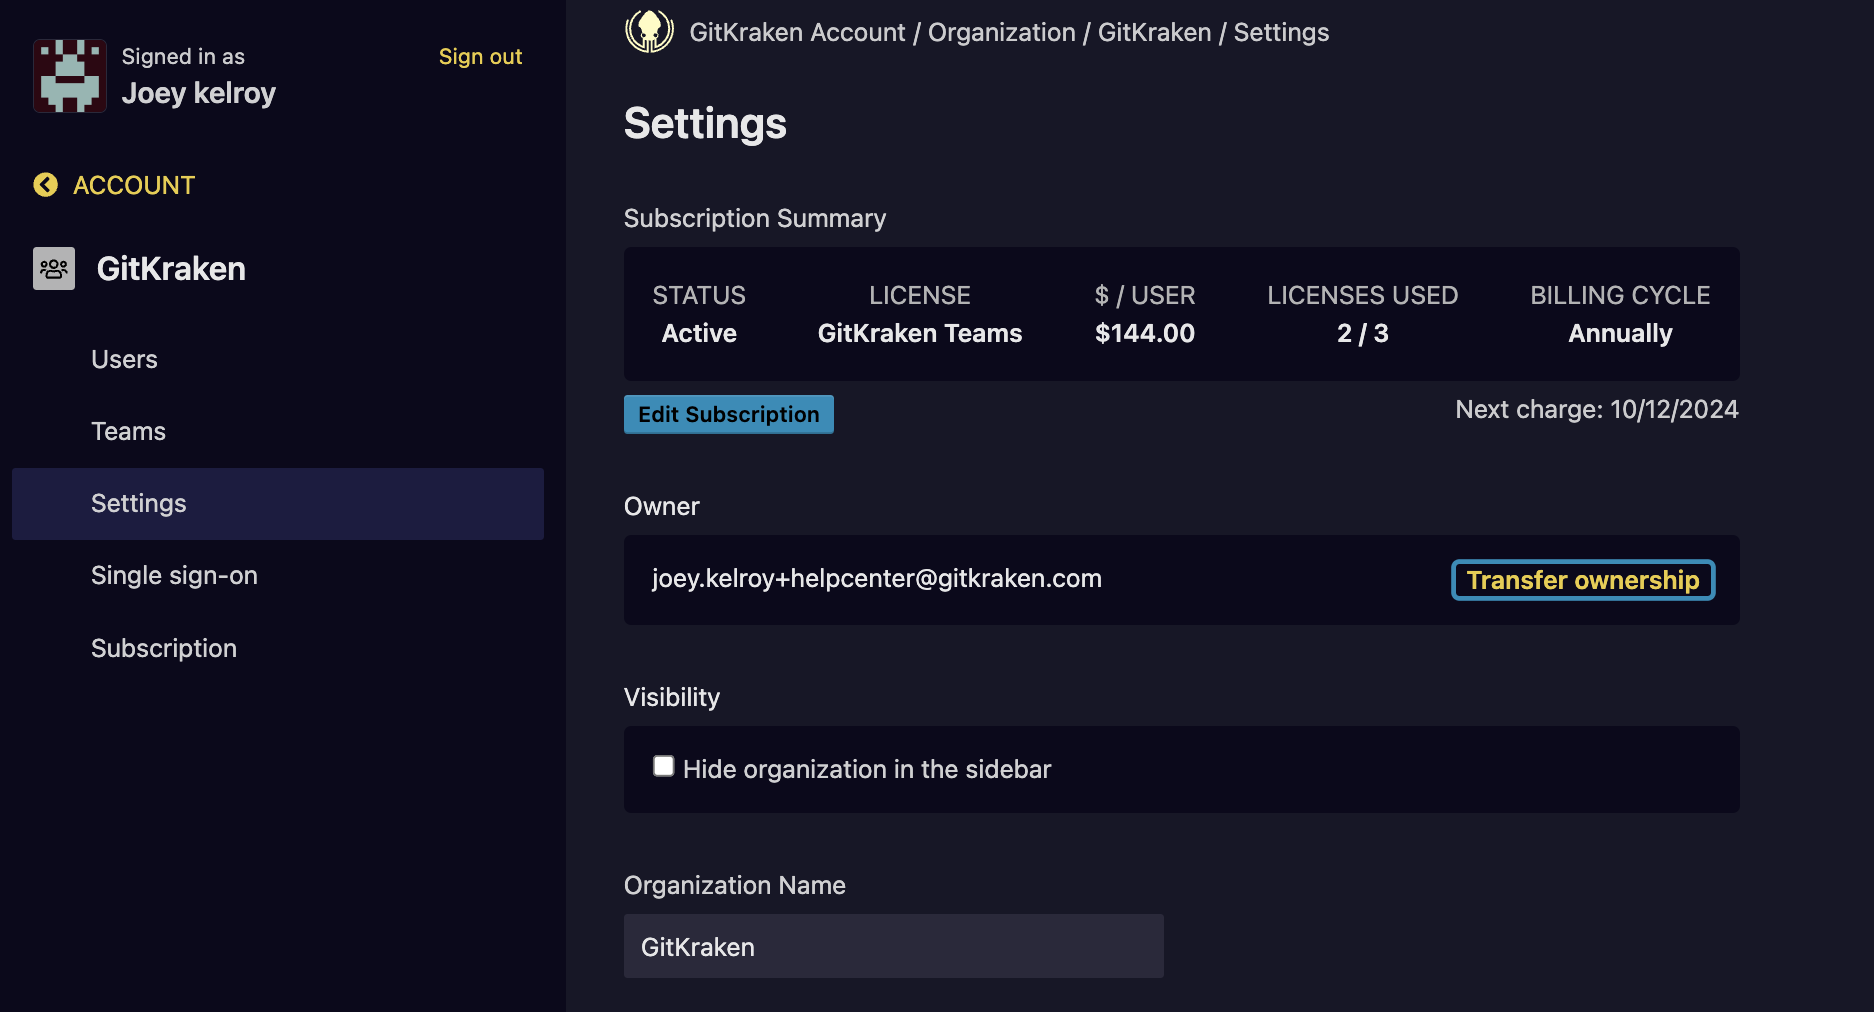 Signed in as
Joey kelroy
Sign out
ACCOUNT
GitKraken
Users
Teams
Settings
Single sign-on
Subscription
GitKraken Account / Organization / GitKraken / Settings
Settings
Subscription Summary
STATUS LICENSE $ / USER LICENSES USED BILLING CYCLE
Active GitKraken Teams $144.00 2 / 3 Annually
Edit Subscription
Next charge: 10/12/2024
Owner
joey.kelroy+helpcenter@gitkraken.com
Transfer ownership
Visibility
Hide organization in the sidebar
Organization Name
GitKraken